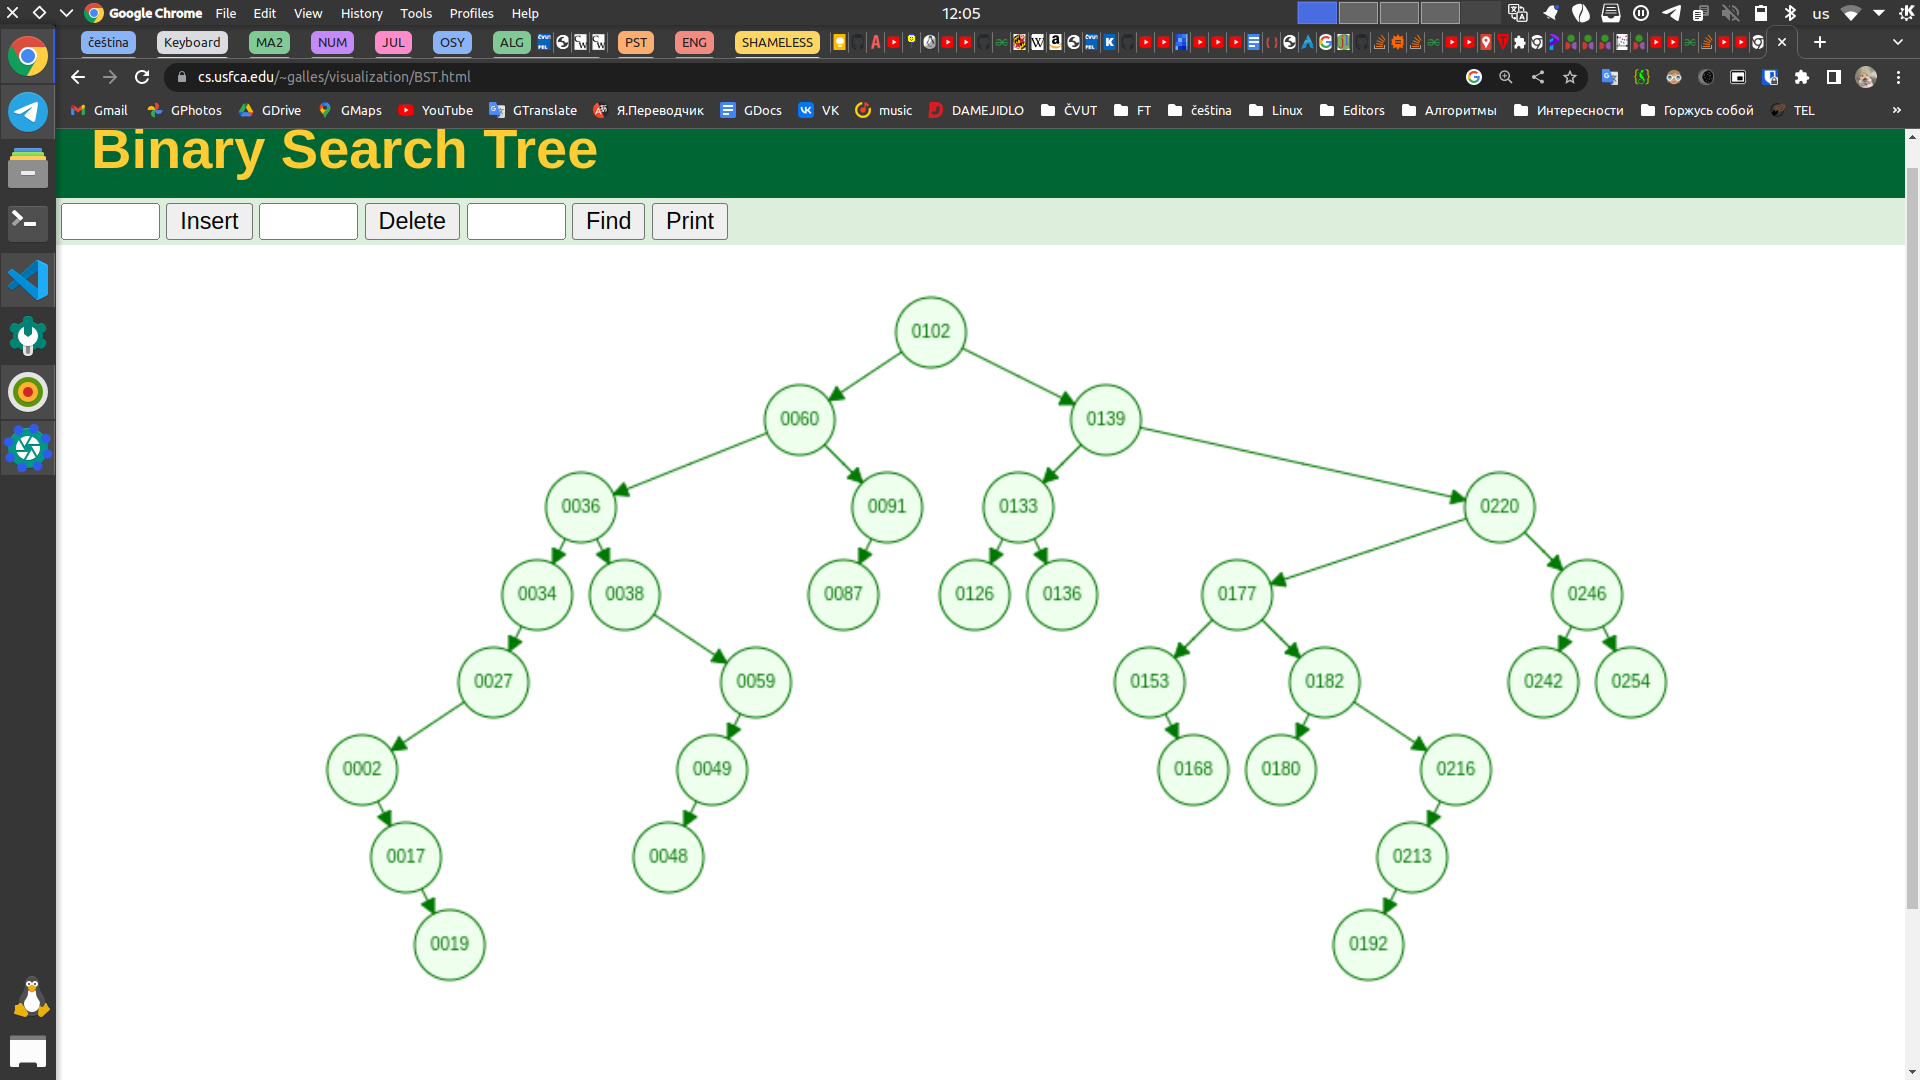 Google Chrome File Edit View History Tools Profiles Help 12:05 us
čeština Keyboard MA2 NUM JUL OSY ALG PST ENG SHAMELESS
cs.usfca.edu/~galles/visualization/BST.html
Gmail GPhotos GDrive GMaps YouTube GTranslate Я.Переводчик GDocs VK music DAMEJIDLO ČVUT FT čeština Linux Editors Алгоритмы Интересности Горжусь собой TEL »
Binary Search Tree
Insert Delete Find Print
0102
0060 0139
0036 0091 0133 0220
0034 0038 0087 0126 0136 0177 0246
0027 0059 0153 0182 0242 0254
0002 0049 0168 0180 0216
0017 0048 0213
0019 0192